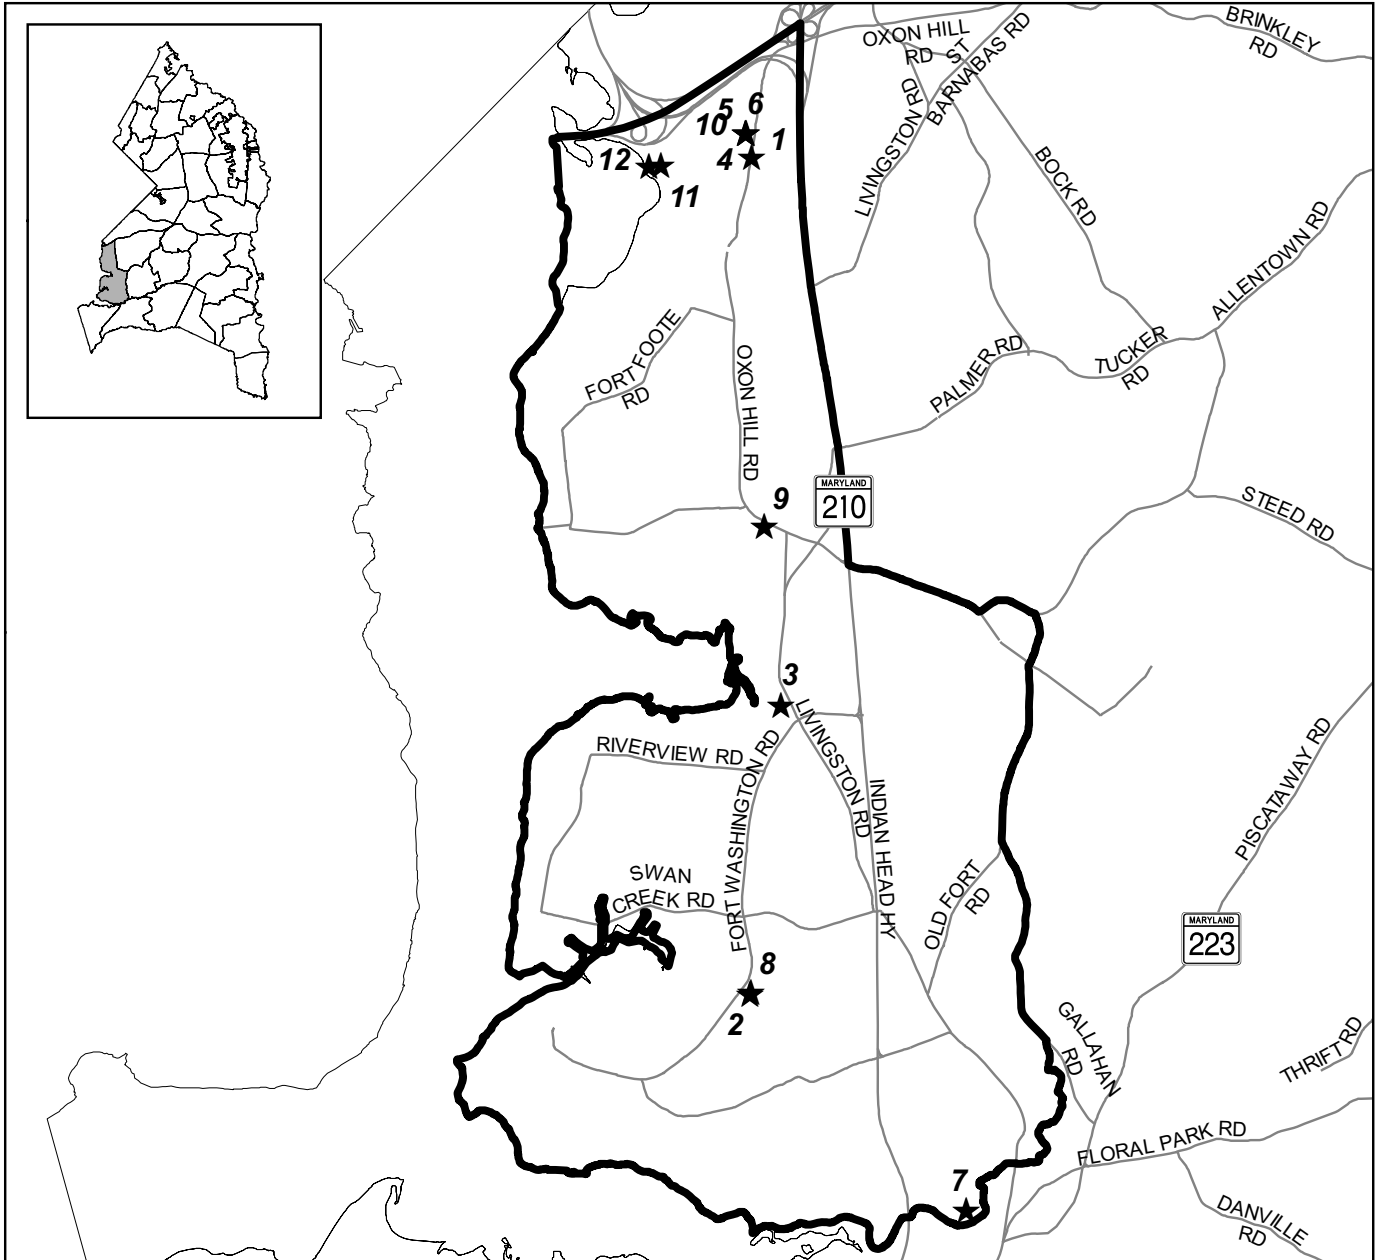 OXON HILL
RD
ST
BARNABAS RD
BRINKLEY
RD
LIVINGSTON RD
5
6
10
1
4
12
11
BOCK RD
ALLENTOWN RD
FORT FOOTE
RD
OXON HILL RD
PALMER RD
TUCKER
RD
9
MARYLAND
210
STEED RD
3
LIVINGSTON RD
RIVERVIEW RD
FORT WASHINGTON RD
INDIAN HEAD HY
PISCATAWAY RD
SWAN
CREEK RD
OLD FORT
RD
MARYLAND
223
8
2
GALLAHAN
RD
THRIFT RD
FLORAL PARK RD
7
DANVILLE
RD